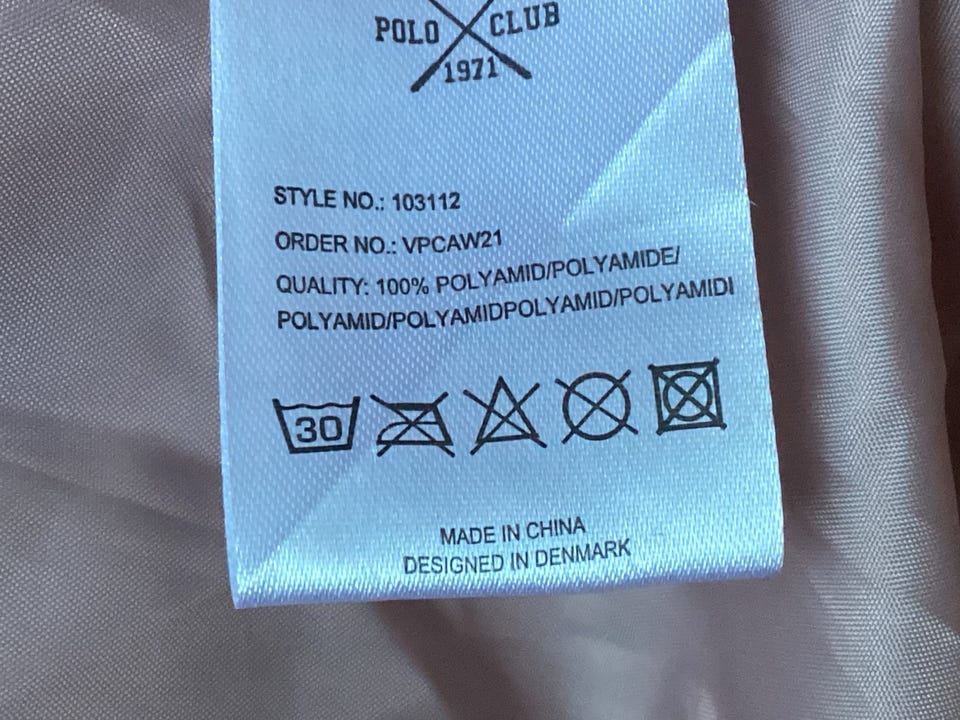 POLO CLUB
1971
STYLE NO.: 103112
ORDER NO.: VPCAW21
QUALITY: 100% POLYAMID/POLYAMIDE/
POLYAMID/POLYAMIDPOLYAMID/POLYAMIDI
30
MADE IN CHINA
DESIGNED IN DENMARK